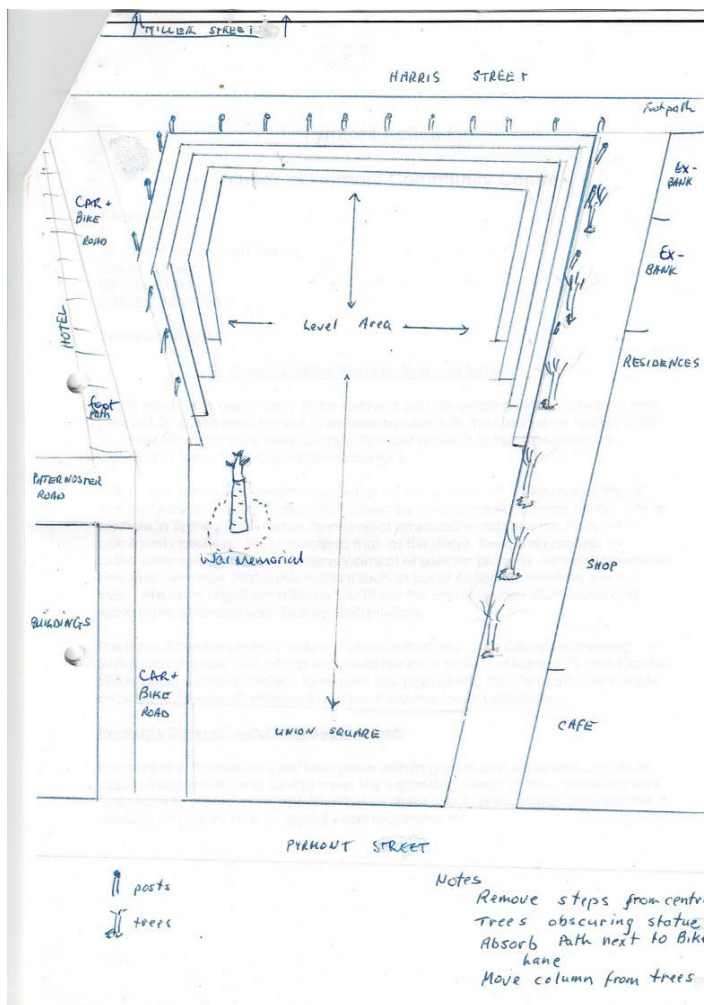 MILLER STREET
HARRIS STREET
Footpath
CAR +
BIKE
ROAD
EX-
BANK
EX-
BANK
HOTEL
Level Area
RESIDENCES
foot
path
PATERNOSTER
ROAD
War Memorial
SHOP
BUILDINGS
CAR+
BIKE
ROAD
UNION SQUARE
CAFE
PYRMONT STREET
posts
trees
Notes
Remove steps from centr
Trees obscuring statue
Absorb Path next to Bike
Lane
Move column from trees